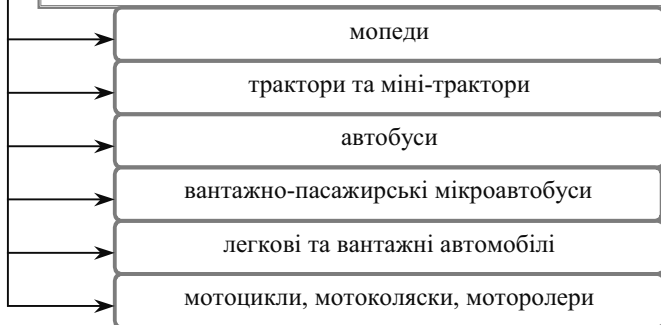 мопеди
трактори та міні-трактори
автобуси
вантажно-пасажирські мікроавтобуси
легкові та вантажні автомобілі
мотоцикли, мотоколяски, моторолери